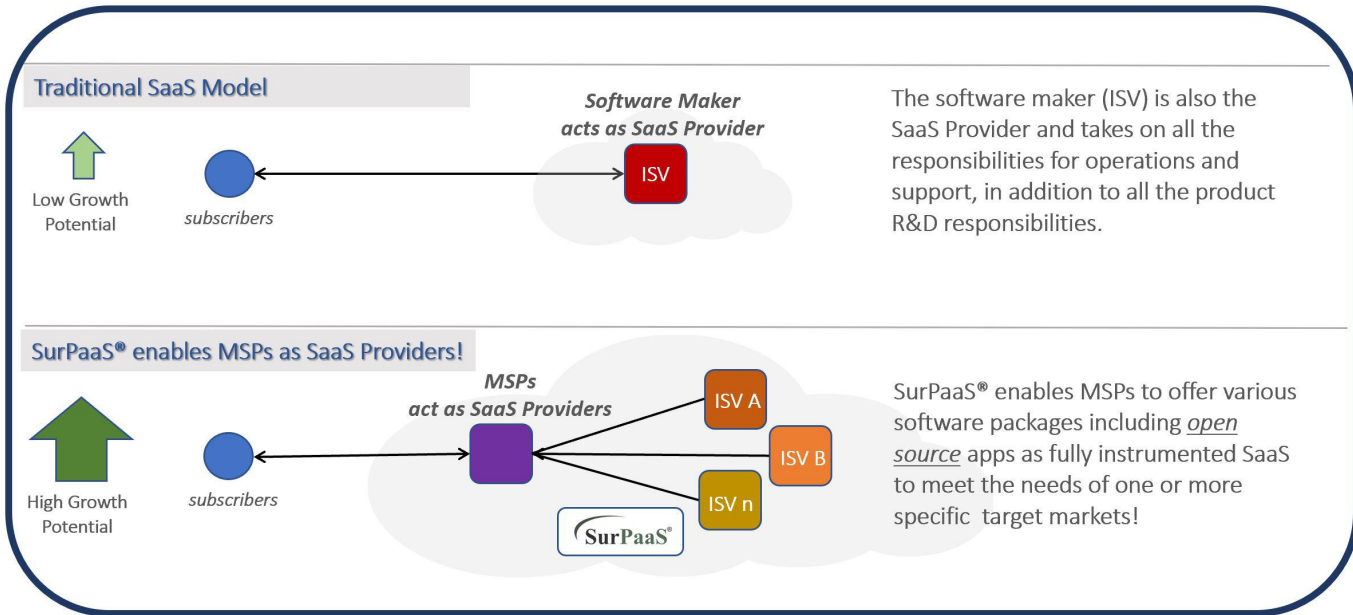 Traditional SaaS Model
Low Growth
Potential
subscribers
Software Maker
acts as SaaS Provider
ISV
The software maker (ISV) is also the
SaaS Provider and takes on all the
responsibilities for operations and
support, in addition to all the product
R&D responsibilities.
SurPaaS® enables MSPs as SaaS Providers!
High Growth
Potential
subscribers
MSPs
act as SaaS Providers
ISV A
ISV B
ISV n
SurPaaS®
SurPaaS® enables MSPs to offer various
software packages including open
source apps as fully instrumented SaaS
to meet the needs of one or more
specific target markets!